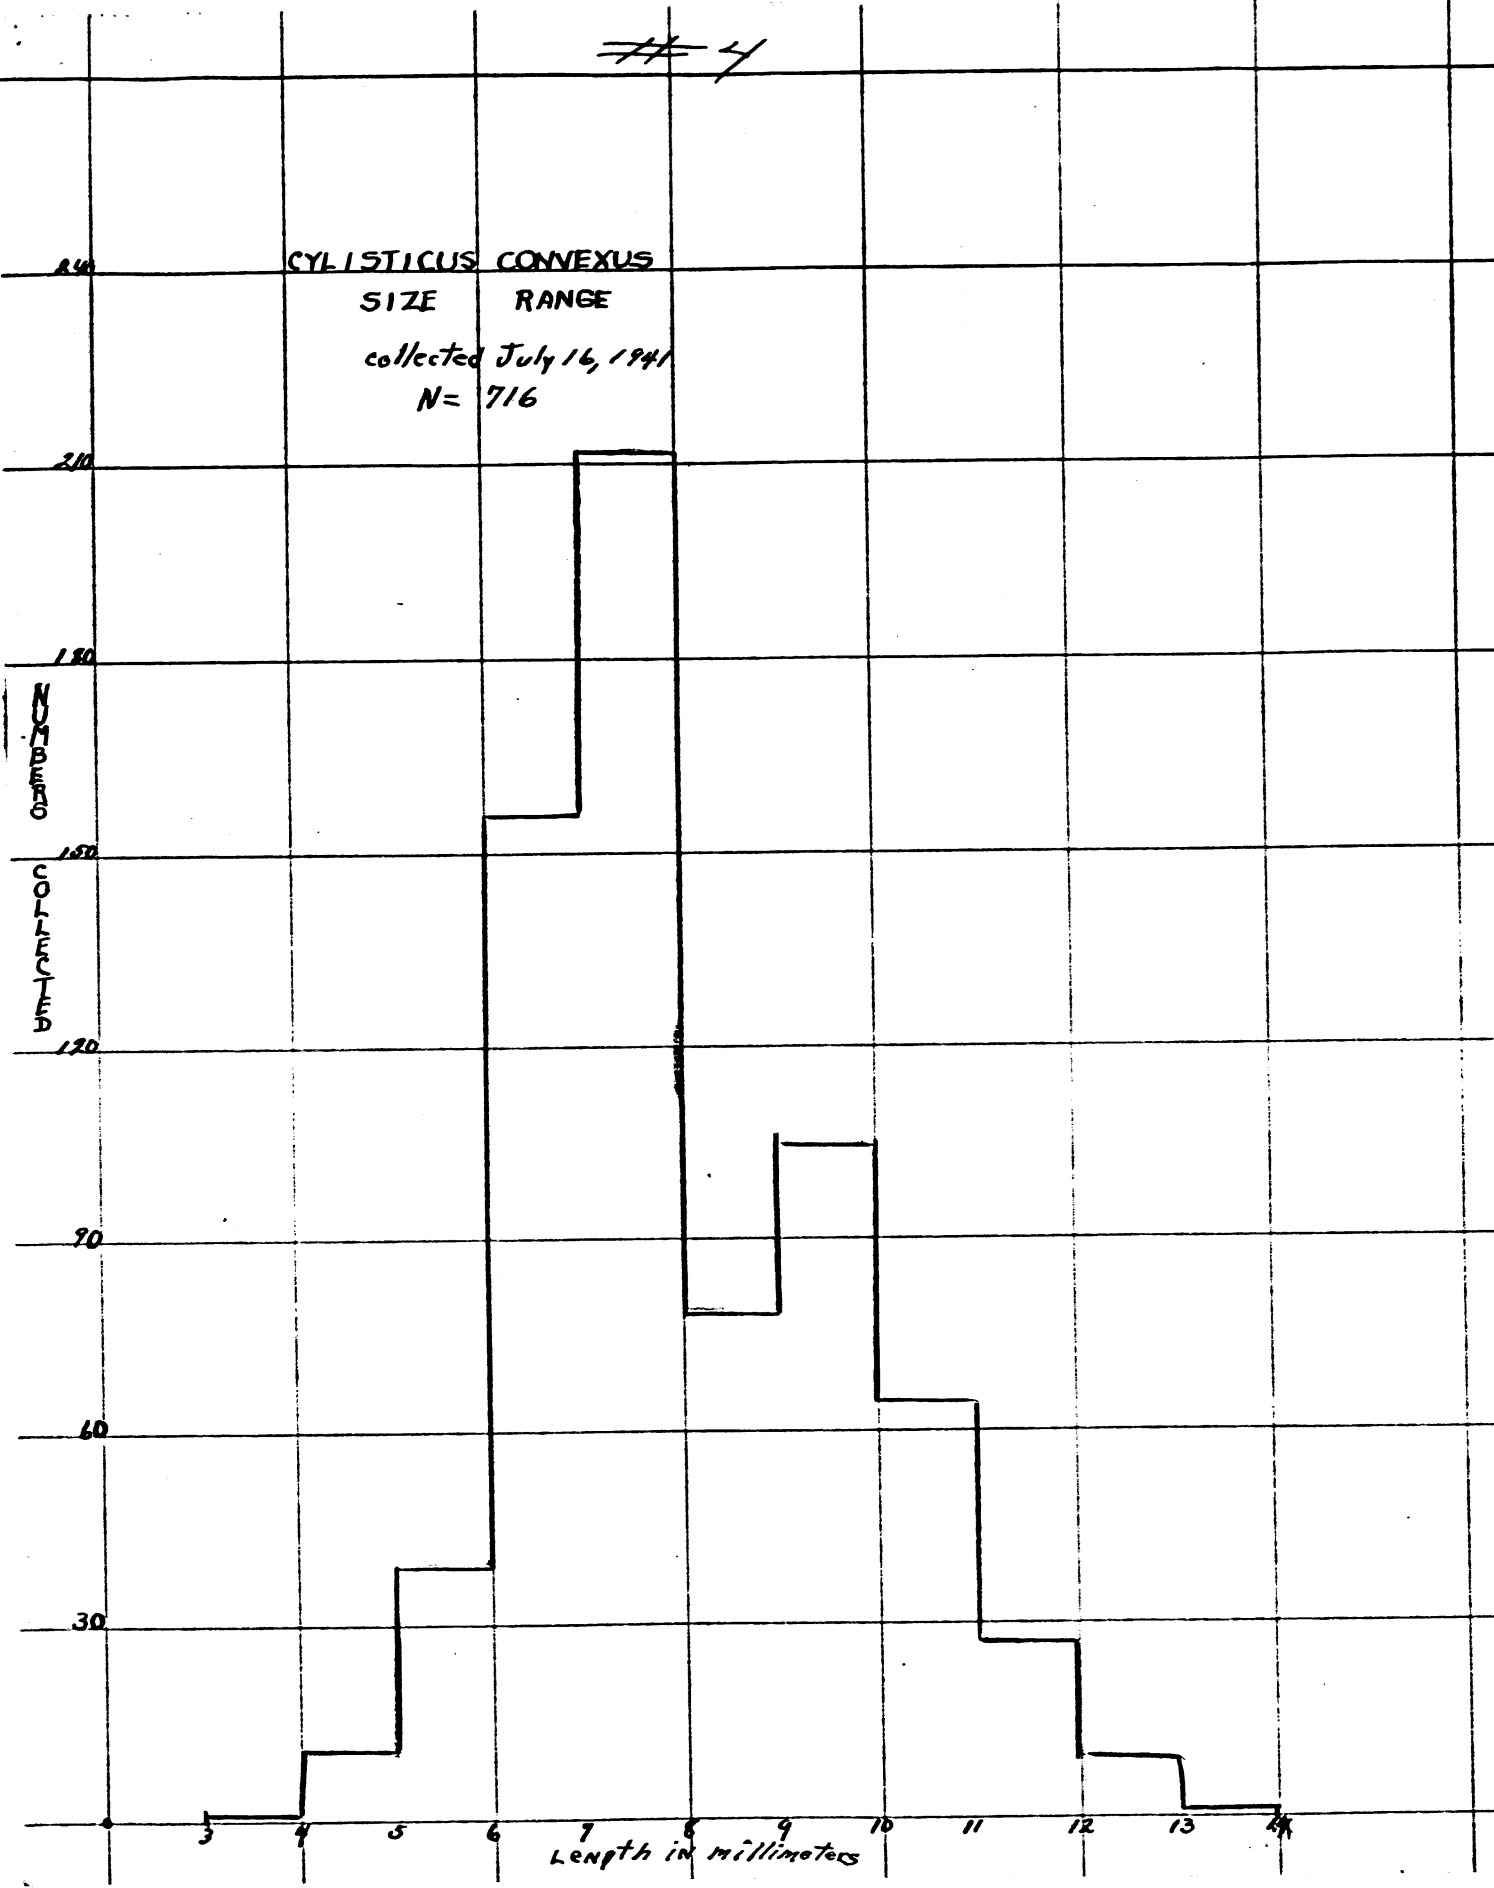 # 4
CYLISTICUS CONVEXUS
SIZE RANGE
collected July 16, 1941
N= 716
240
210
180
150
120
90
60
30
NUMBERS COLLECTED
3 4 5 6 7 8 9 10 11 12 13 14
Length in millimeters